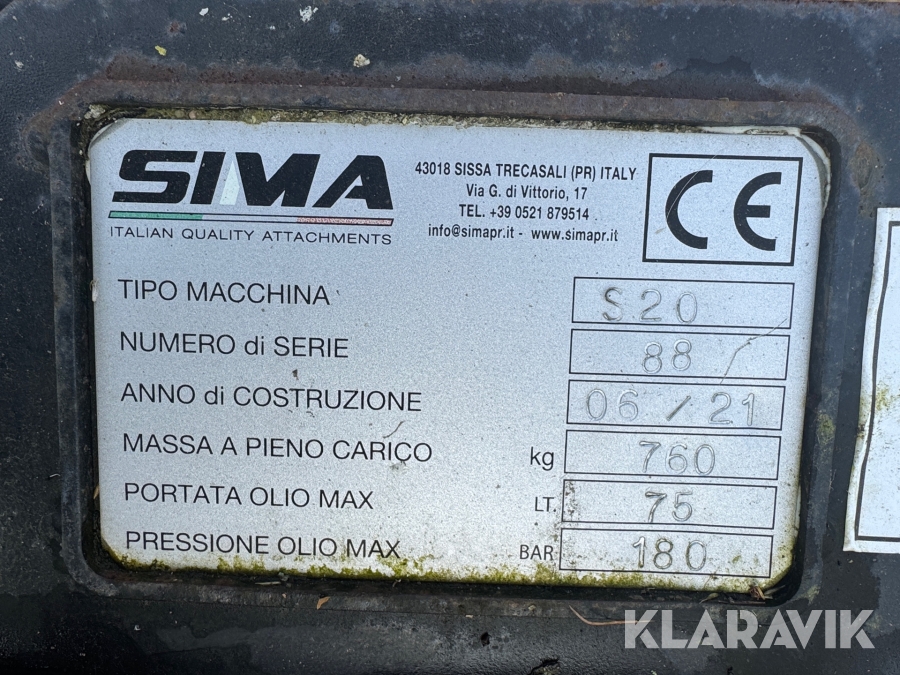 SIMA
ITALIAN QUALITY ATTACHMENTS
43018 SISSA TRECASALI (PR) ITALY
Via G. di Vittorio, 17
TEL. +39 0521 879514
info@simapr.it - www.simapr.it
CE
TIPO MACCHINA S20
NUMERO di SERIE 88
ANNO di COSTRUZIONE 06/21
MASSA A PIENO CARICO kg 760
PORTATA OLIO MAX LT. 75
PRESSIONE OLIO MAX BAR 180
KLARAVIK